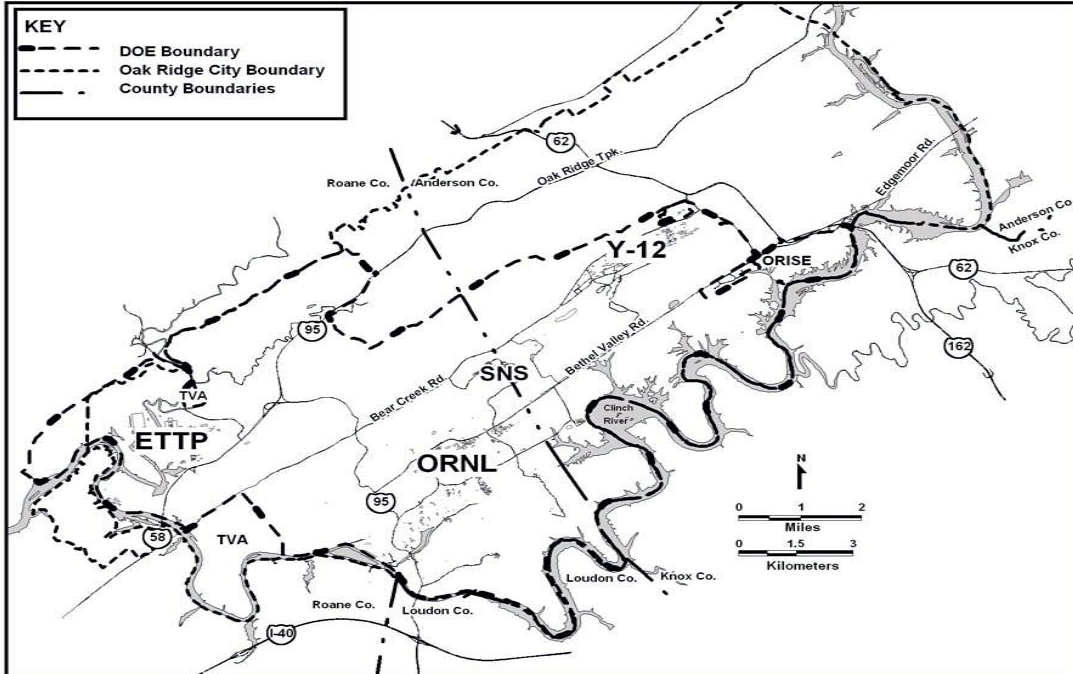 KEY
DOE Boundary
Oak Ridge City Boundary
County Boundaries
62
Roane Co.
Anderson Co.
Oak Ridge Tpk.
Edgemoor Rd.
Anderson Co.
Knox Co.
Y-12
ORISE
62
95
162
TVA
Bear Creek Rd.
SNS
Bethel Valley Rd.
Clinch
River
ETTP
ORNL
95
N
0 1 2
Miles
0 1.5 3
Kilometers
58
TVA
Loudon Co.
Knox Co.
Roane Co.
Loudon Co.
I-40